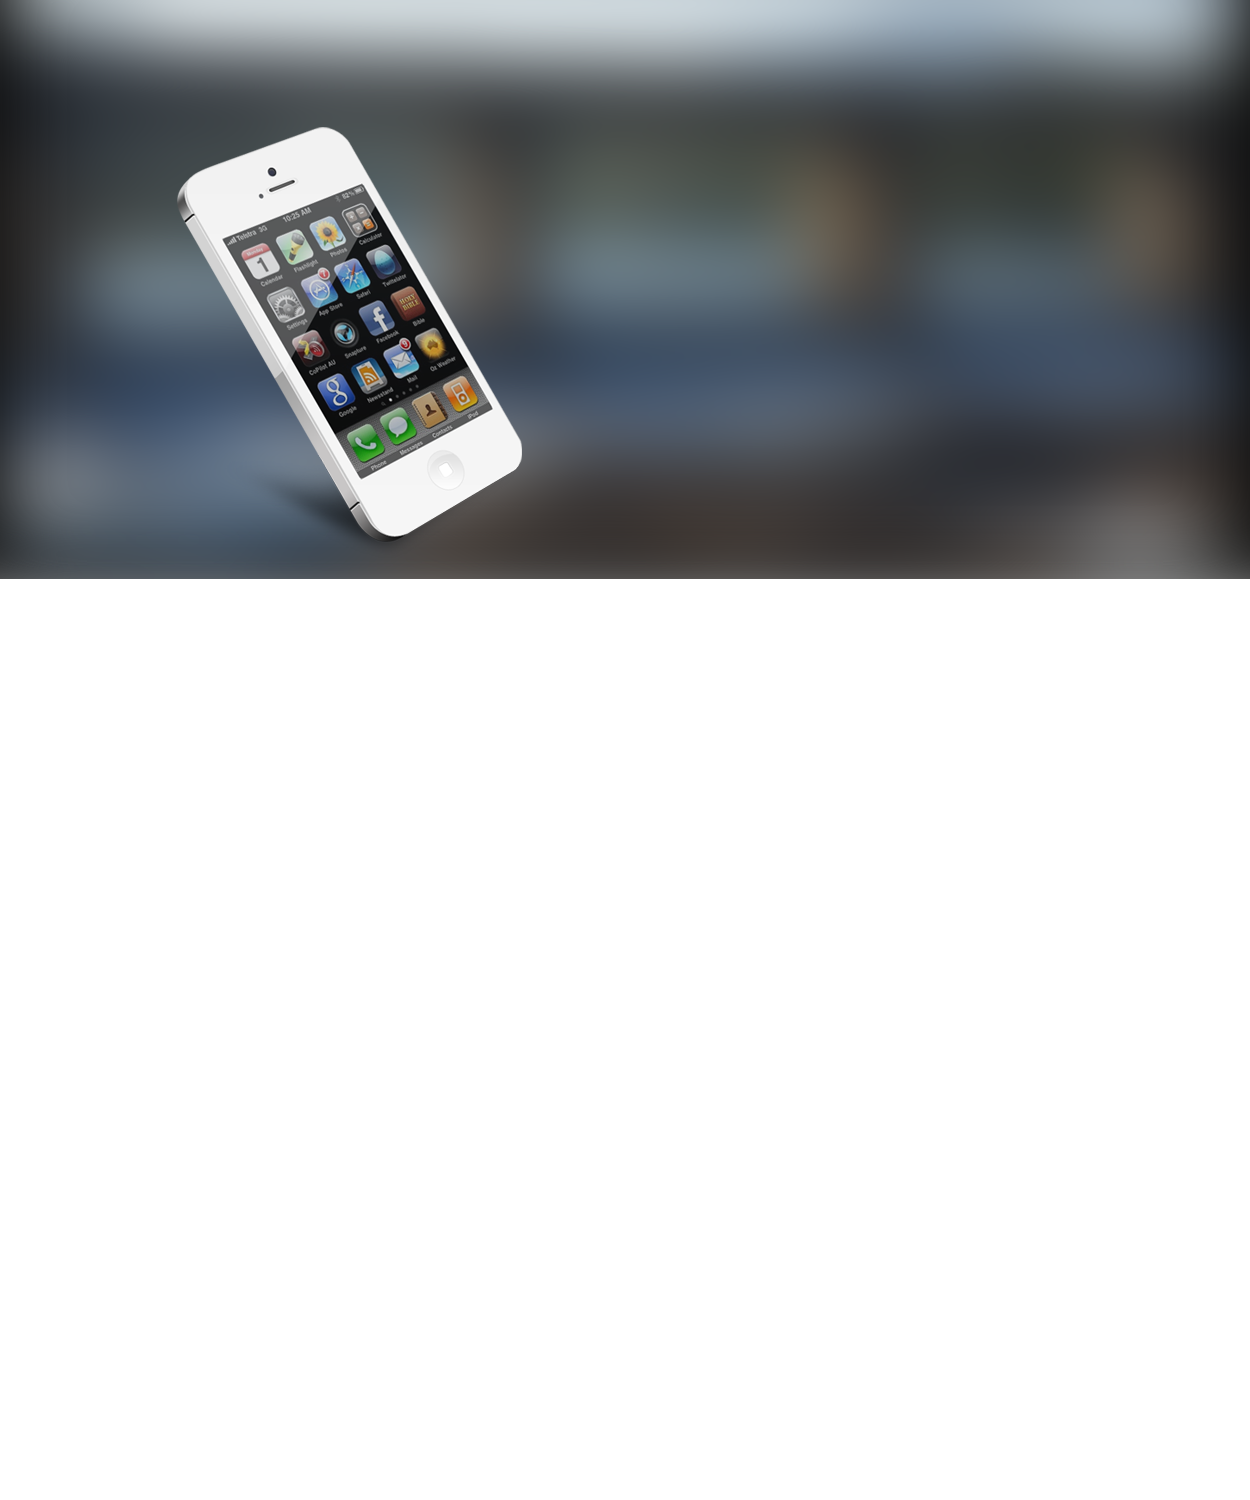 Telstra 3G 10:25 AM 82%
Calendar Flashlight Photos Calculator
Settings App Store Safari Twittelator
CoPilot AU Snapture Facebook Bible
HOLY BIBLE
Google Newsstand Mail Oz Weather
Phone Messages Contacts iPod
1